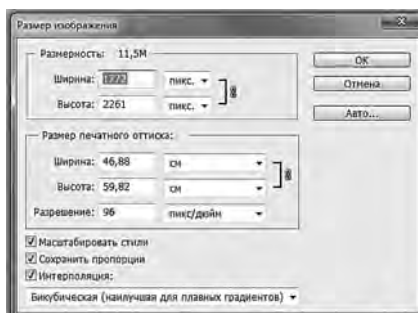 Размер изображения
Размерность: 11,5M
OK
Ширина: 1772 пикс.
Отмена
Высота: 2261 пикс.
Авто...
Размер печатного оттиска:
Ширина: 46,88 см
Высота: 59,82 см
Разрешение: 96 пикс/дюйм
Масштабировать стили
Сохранить пропорции
Интерполяция:
Бикубическая (наилучшая для плавных градиентов)